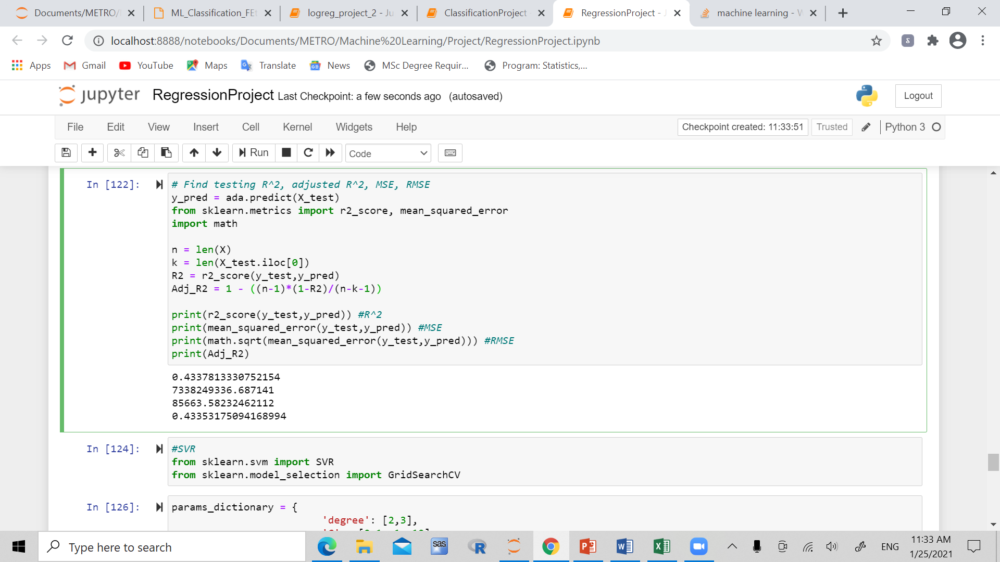 Documents/METRO/
ML_Classification_FEt
logreg_project_2 - Ju
ClassificationProject -
RegressionProject - J
machine learning - W
localhost:8888/notebooks/Documents/METRO/Machine%20Learning/Project/RegressionProject.ipynb
Apps
Gmail
YouTube
Maps
Translate
News
MSc Degree Requir...
Program: Statistics,...
jupyter
RegressionProject Last Checkpoint: a few seconds ago (autosaved)
Logout
File Edit View Insert Cell Kernel Widgets Help
Checkpoint created: 11:33:51
Trusted
Python 3
Run
Code
In [122]:
# Find testing R^2, adjusted R^2, MSE, RMSE
y_pred = ada.predict(X_test)
from sklearn.metrics import r2_score, mean_squared_error
import math
n = len(X)
k = len(X_test.iloc[0])
R2 = r2_score(y_test,y_pred)
Adj_R2 = 1 - ((n-1)*(1-R2)/(n-k-1))
print(r2_score(y_test,y_pred)) #R^2
print(mean_squared_error(y_test,y_pred)) #MSE
print(math.sqrt(mean_squared_error(y_test,y_pred))) #RMSE
print(Adj_R2)
0.4337813330752154
7338249336.687141
85663.58232462112
0.43353175094168994
In [124]:
#SVR
from sklearn.svm import SVR
from sklearn.model_selection import GridSearchCV
In [126]:
params_dictionary = {
'degree': [2,3],
Type here to search
ENG
11:33 AM
1/25/2021